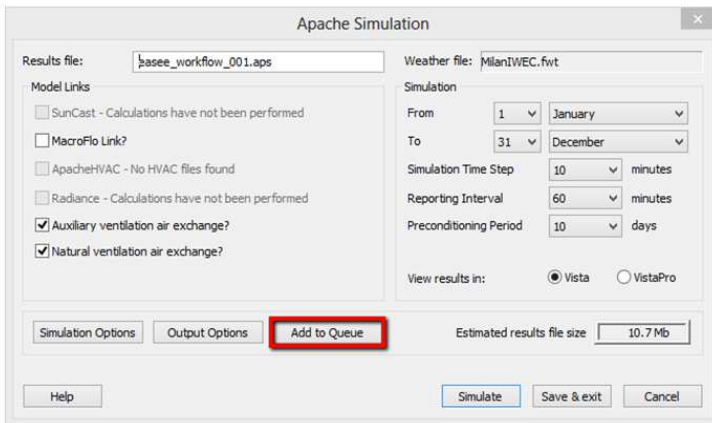 Apache Simulation
Results file: basee_workflow_001.aps
Weather file: MilanIWEC.fwt
Model Links
SunCast - Calculations have not been performed
MacroFlo Link?
ApacheHVAC - No HVAC files found
Radiance - Calculations have not been performed
Auxiliary ventilation air exchange?
Natural ventilation air exchange?
Simulation
From 1 January
To 31 December
Simulation Time Step 10 minutes
Reporting Interval 60 minutes
Preconditioning Period 10 days
View results in: Vista VistaPro
Simulation Options Output Options Add to Queue
Estimated results file size 10.7 Mb
Help Simulate Save & exit Cancel